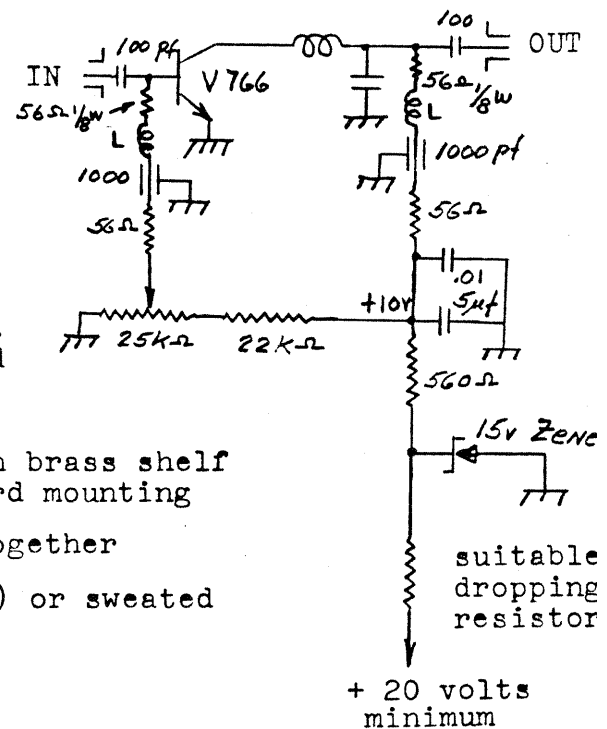 100 pf
100
OUT
IN
V766
56Ω 1/8W
56Ω 1/8W
L
L
1000
1000 pf
56Ω
56Ω
.01
+10v
5μf
25KΩ
22KΩ
560Ω
15v ZENE
n brass shelf
rd mounting
ogether
) or sweated
suitable
dropping
resistor
+ 20 volts
minimum